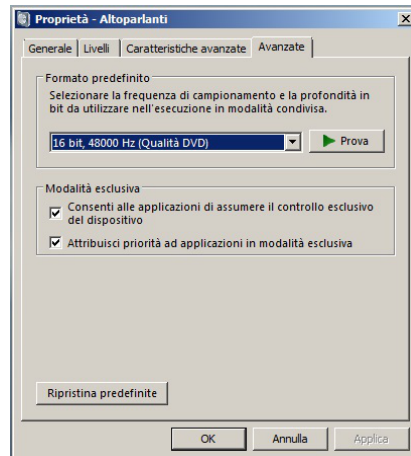 Proprietà - Altoparlanti
Generale Livelli Caratteristiche avanzate Avanzate
Formato predefinito
Selezionare la frequenza di campionamento e la profondità in
bit da utilizzare nell'esecuzione in modalità condivisa.
16 bit, 48000 Hz (Qualità DVD) Prova
Modalità esclusiva
Consenti alle applicazioni di assumere il controllo esclusivo
del dispositivo
Attribuisci priorità ad applicazioni in modalità esclusiva
Ripristina predefinite
OK Annulla Applica